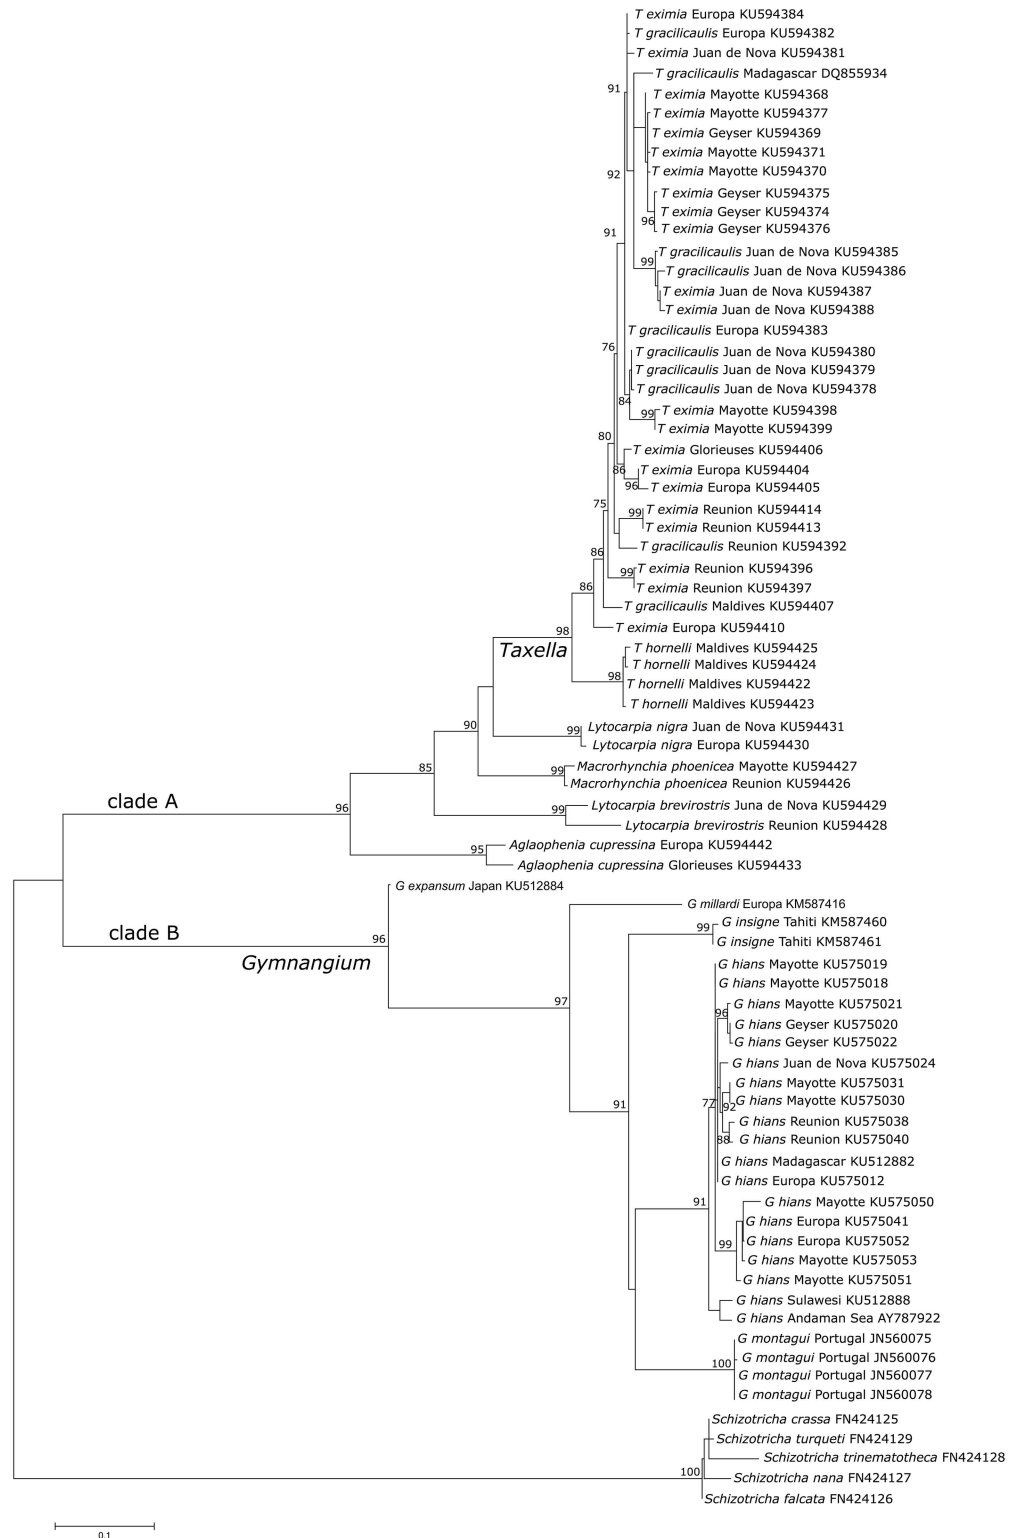 T eximia Europa KU594384
T gracilicaulis Europa KU594382
T eximia Juan de Nova KU594381
T gracilicaulis Madagascar DQ855934
91
T eximia Mayotte KU594368
T eximia Mayotte KU594377
T eximia Geyser KU594369
T eximia Mayotte KU594371
T eximia Mayotte KU594370
92
T eximia Geyser KU594375
T eximia Geyser KU594374
96
T eximia Geyser KU594376
91
T gracilicaulis Juan de Nova KU594385
99
T gracilicaulis Juan de Nova KU594386
T eximia Juan de Nova KU594387
T eximia Juan de Nova KU594388
T gracilicaulis Europa KU594383
76
T gracilicaulis Juan de Nova KU594380
T gracilicaulis Juan de Nova KU594379
T gracilicaulis Juan de Nova KU594378
84
99
T eximia Mayotte KU594398
T eximia Mayotte KU594399
80
T eximia Glorieuses KU594406
86
T eximia Europa KU594404
96
T eximia Europa KU594405
75
99
T eximia Reunion KU594414
T eximia Reunion KU594413
T gracilicaulis Reunion KU594392
86
99
T eximia Reunion KU594396
T eximia Reunion KU594397
86
T gracilicaulis Maldives KU594407
T eximia Europa KU594410
98
Taxella
T hornelli Maldives KU594425
T hornelli Maldives KU594424
98
T hornelli Maldives KU594422
T hornelli Maldives KU594423
90
99
Lytocarpia nigra Juan de Nova KU594431
Lytocarpia nigra Europa KU594430
85
99
Macrorhynchia phoenicea Mayotte KU594427
Macrorhynchia phoenicea Reunion KU594426
clade A
96
99
Lytocarpia brevirostris Juna de Nova KU594429
Lytocarpia brevirostris Reunion KU594428
95
Aglaophenia cupressina Europa KU594442
Aglaophenia cupressina Glorieuses KU594433
G expansum Japan KU512884
G millardi Europa KM587416
clade B
96
Gymnangium
99
G insigne Tahiti KM587460
G insigne Tahiti KM587461
G hians Mayotte KU575019
G hians Mayotte KU575018
97
96
G hians Mayotte KU575021
G hians Geyser KU575020
G hians Geyser KU575022
G hians Juan de Nova KU575024
G hians Mayotte KU575031
91
77
92
G hians Mayotte KU575030
G hians Reunion KU575038
88
G hians Reunion KU575040
G hians Madagascar KU512882
G hians Europa KU575012
91
G hians Mayotte KU575050
G hians Europa KU575041
99
G hians Europa KU575052
G hians Mayotte KU575053
G hians Mayotte KU575051
G hians Sulawesi KU512888
G hians Andaman Sea AY787922
G montagui Portugal JN560075
100
G montagui Portugal JN560076
G montagui Portugal JN560077
G montagui Portugal JN560078
Schizotricha crassa FN424125
Schizotricha turqueti FN424129
Schizotricha trinematotheca FN424128
100
Schizotricha nana FN424127
Schizotricha falcata FN424126
0.1